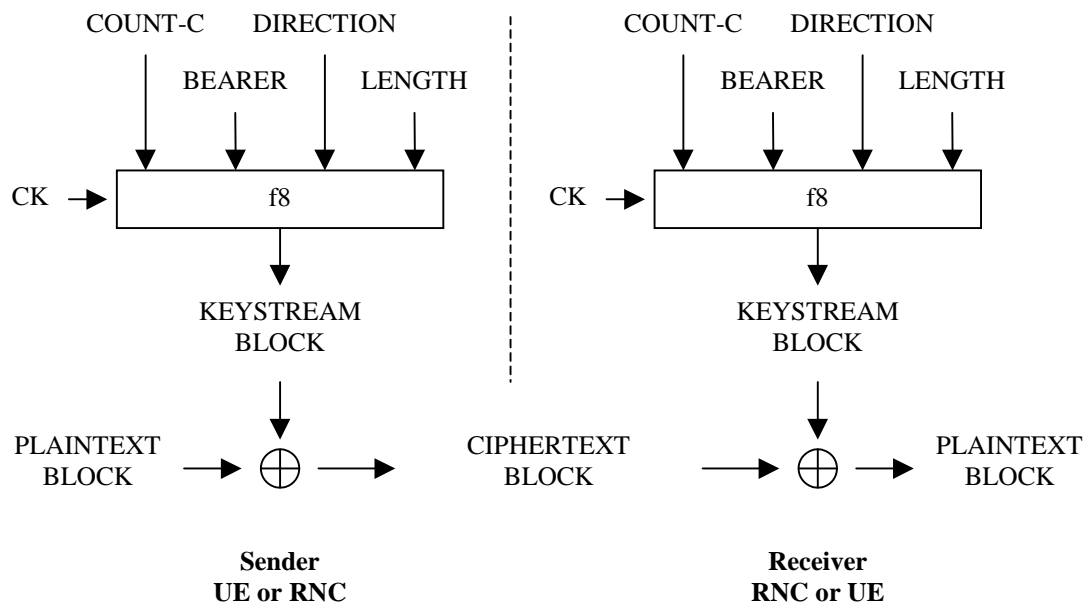 COUNT-C DIRECTION
BEARER LENGTH
CK f8
KEYSTREAM
BLOCK
COUNT-C DIRECTION
BEARER LENGTH
CK f8
KEYSTREAM
BLOCK
PLAINTEXT
BLOCK
CIPHERTEXT
BLOCK
PLAINTEXT
BLOCK
Sender
UE or RNC
Receiver
RNC or UE